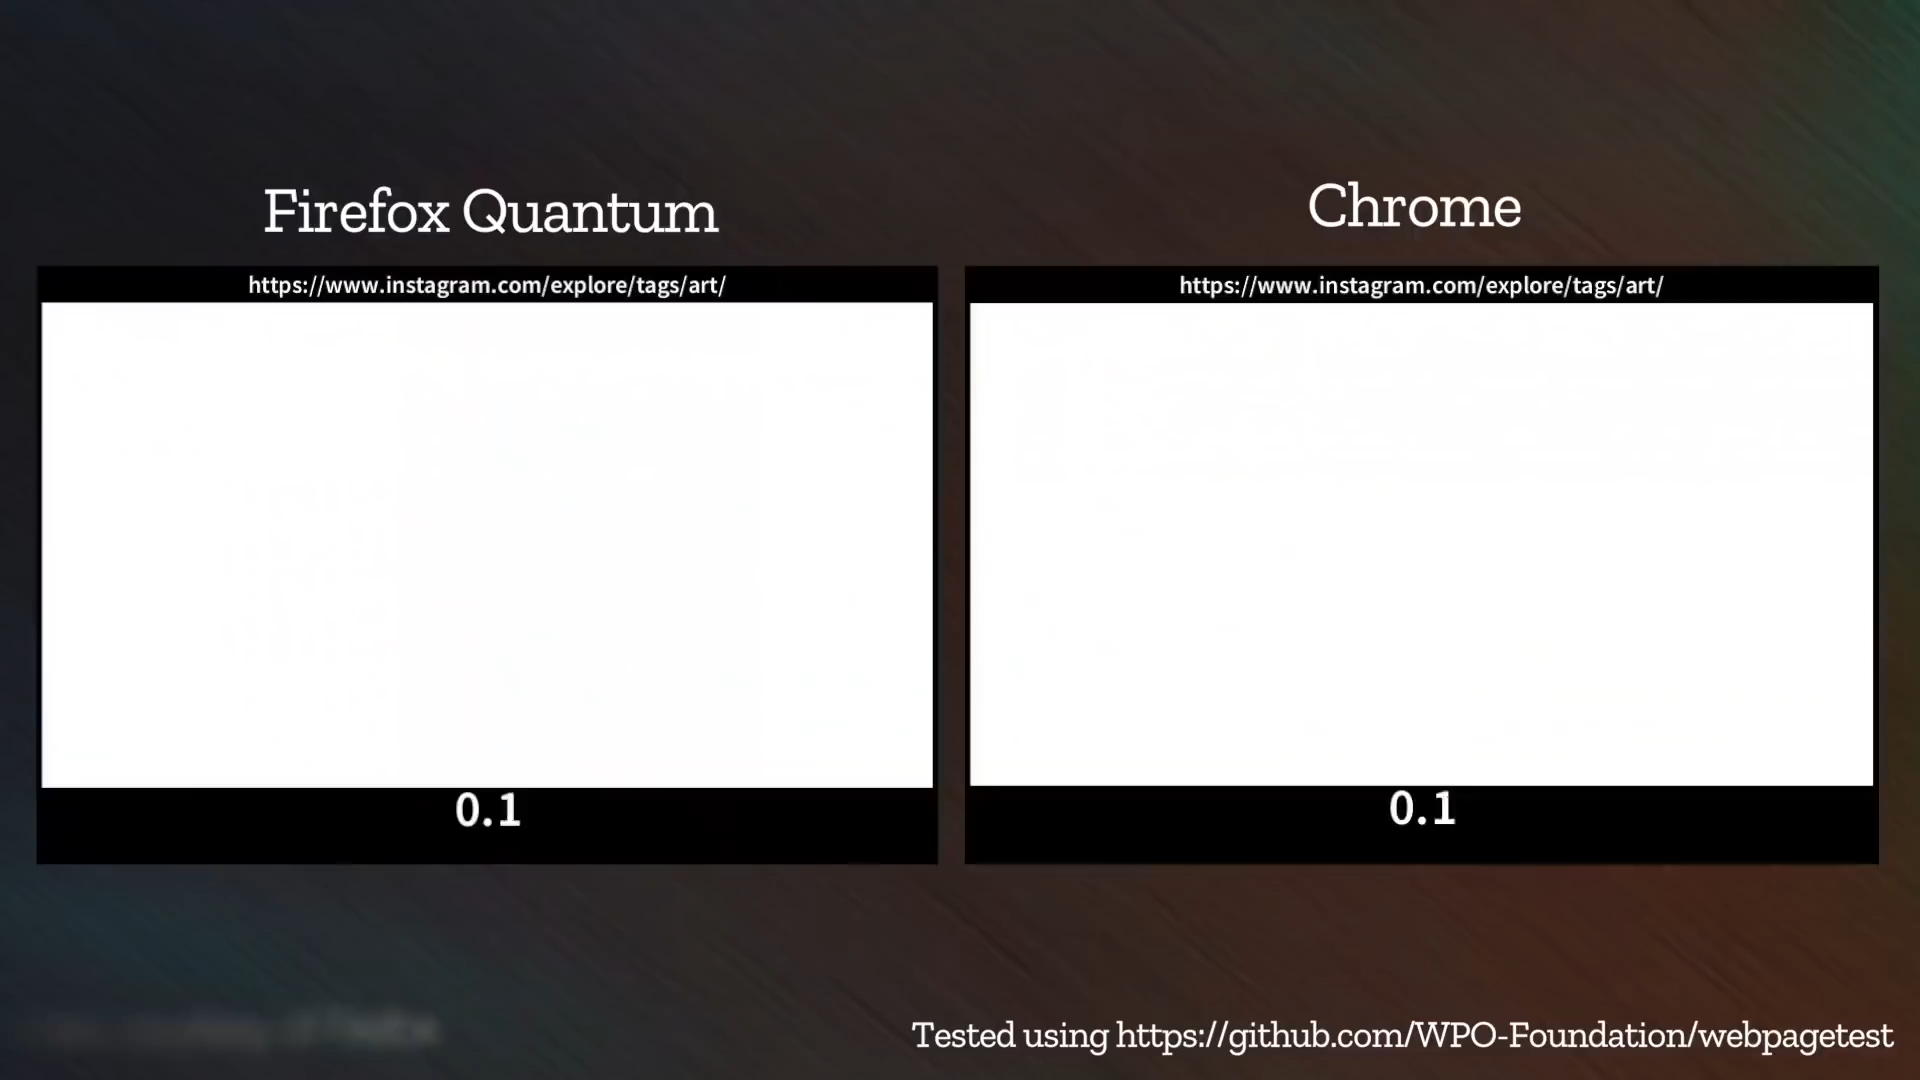 Firefox Quantum
Chrome
https://www.instagram.com/explore/tags/art/
https://www.instagram.com/explore/tags/art/
0.1
0.1
Tested using https://github.com/WPO-Foundation/webpagetest